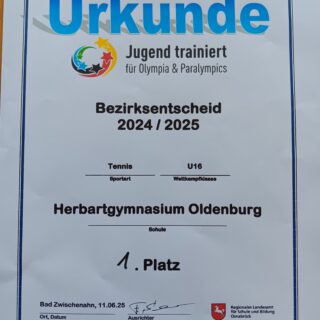 Urkunde
Jugend trainiert
für Olympia & Paralympics
Bezirksentscheid
2024 / 2025
Tennis U16
Sportart Wettkampfklasse
Herbartgymnasium Oldenburg
Schule
1. Platz
Bad Zwischenahn, 11.06.25
Ort, Datum Ausrichter
Regionales Landesamt
für Schule und Bildung
Osnabrück